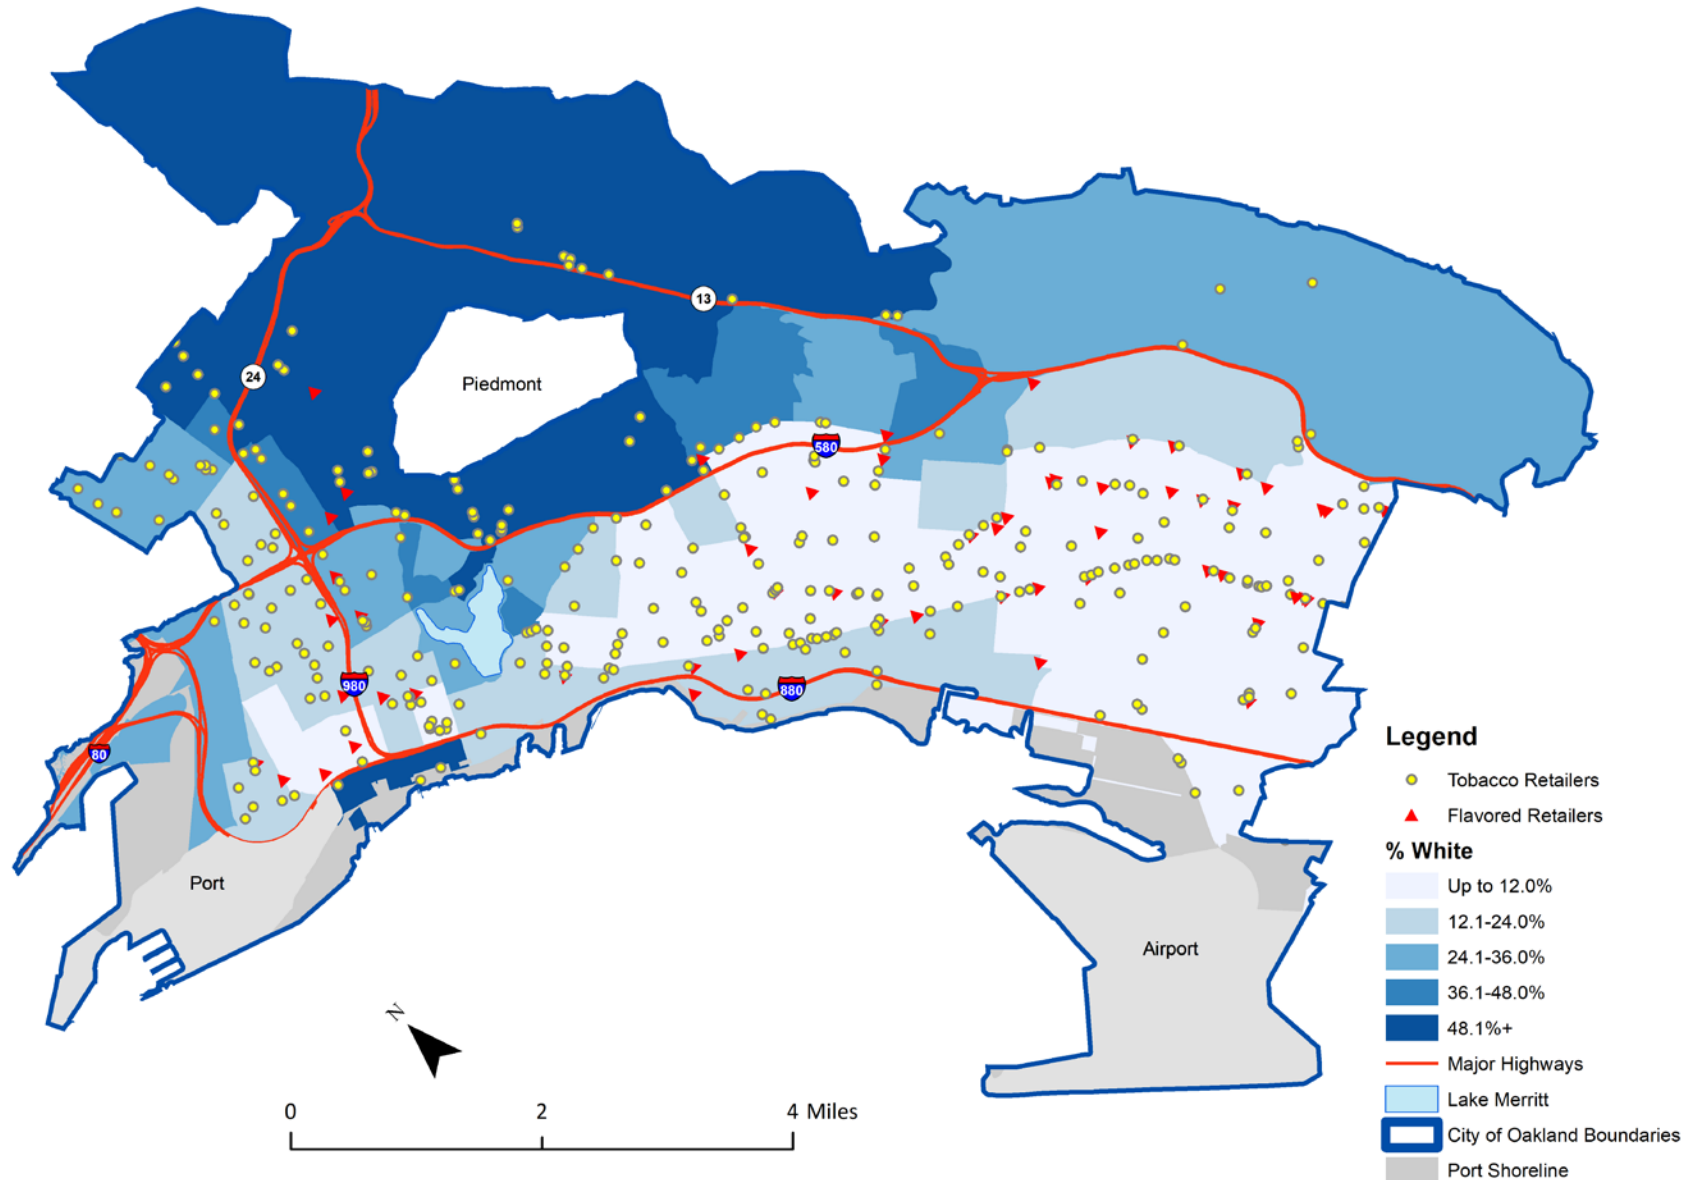 13
24
Piedmont
580
980
880
80
Port
Airport
N
0 2 4 Miles
Legend
Tobacco Retailers
Flavored Retailers
% White
Up to 12.0%
12.1-24.0%
24.1-36.0%
36.1-48.0%
48.1%+
Major Highways
Lake Merritt
City of Oakland Boundaries
Port Shoreline